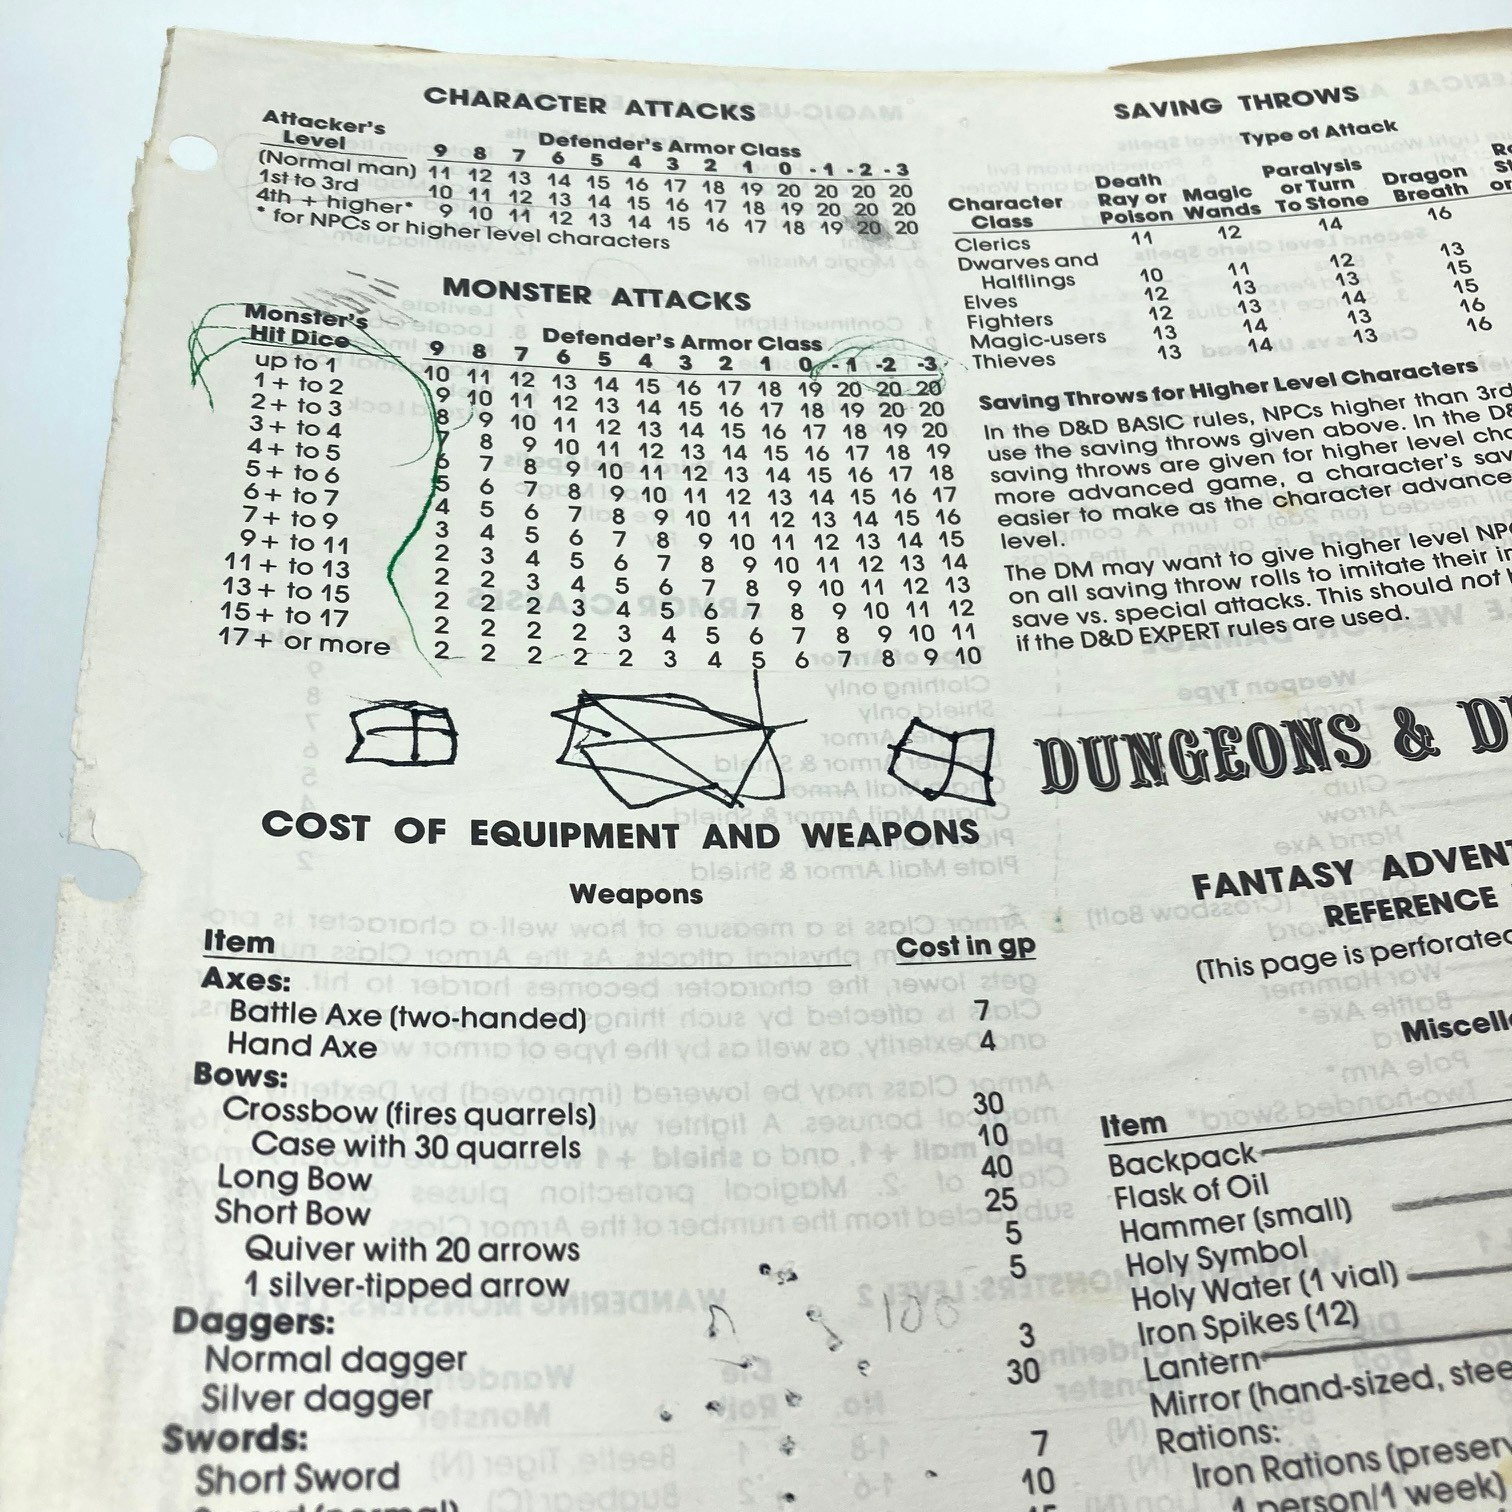 CHARACTER ATTACKS
Attacker's Level
Defender's Armor Class
9 8 7 6 5 4 3 2 1 0 -1 -2 -3
(Normal man) 11 12 13 14 15 16 17 18 19 20 20 20 20
1st to 3rd 10 11 12 13 14 15 16 17 18 19 20 20 20
4th + higher* 9 10 11 12 13 14 15 16 17 18 19 20 20
* for NPCs or higher level characters
MONSTER ATTACKS
Monster's Hit Dice
Defender's Armor Class
9 8 7 6 5 4 3 2 1 0 -1 -2 -3
up to 1 10 11 12 13 14 15 16 17 18 19 20 20 20
1+ to 2 9 10 11 12 13 14 15 16 17 18 19 20 20
2+ to 3 8 9 10 11 12 13 14 15 16 17 18 19 20
3+ to 4 7 8 9 10 11 12 13 14 15 16 17 18 19
4+ to 5 6 7 8 9 10 11 12 13 14 15 16 17 18
5+ to 6 5 6 7 8 9 10 11 12 13 14 15 16 17
6+ to 7 4 5 6 7 8 9 10 11 12 13 14 15 16
7+ to 9 3 4 5 6 7 8 9 10 11 12 13 14 15
9+ to 11 2 3 4 5 6 7 8 9 10 11 12 13 14
11+ to 13 2 2 3 4 5 6 7 8 9 10 11 12 13
13+ to 15 2 2 2 3 4 5 6 7 8 9 10 11 12
15+ to 17 2 2 2 2 3 4 5 6 7 8 9 10 11
17+ or more 2 2 2 2 2 3 4 5 6 7 8 9 10
SAVING THROWS
Type of Attack
Character Class
Death Ray or Poison
Magic Wands
Paralysis or Turn To Stone
Dragon Breath
Clerics 11 12 14 16
Dwarves and
Halflings 10 11 12 13
Elves 12 13 13 15
Fighters 12 13 14 15
Magic-users 13 14 13 16
Thieves 13 14 13 16
Saving Throws for Higher Level Characters
In the D&D BASIC rules, NPCs higher than 3rd
use the saving throws given above. In the
saving throws are given for higher level
more advanced game, a character's
easier to make as the character
level.
The DM may want to give higher level
on all saving throw rolls to imitate their
save vs. special attacks. This should not
if the D&D EXPERT rules are used.
DUNGEONS &
FANTASY
REFERENCE
(This page is
COST OF EQUIPMENT AND WEAPONS
Weapons
Item Cost in gp
Axes:
Battle Axe (two-handed) 7
Hand Axe 4
Bows:
Crossbow (fires quarrels) 30
Case with 30 quarrels 10
Long Bow 40
Short Bow 25
Quiver with 20 arrows 5
1 silver-tipped arrow 5
Daggers:
Normal dagger 3
Silver dagger 30
Swords:
Short Sword 7
10
100
Item
Backpack
Flask of Oil
Hammer (small)
Holy Symbol
Holy Water (1 vial)
Iron Spikes (12)
Lantern
Mirror (hand-sized,
Rations:
Iron Rations
1 person/1 week)